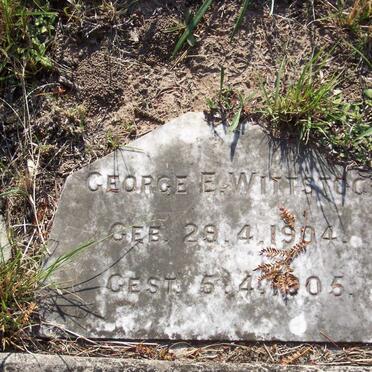 GEORGE E. WITTSTOC
GEB. 29.4.1904.
GEST. 5.4.1905.